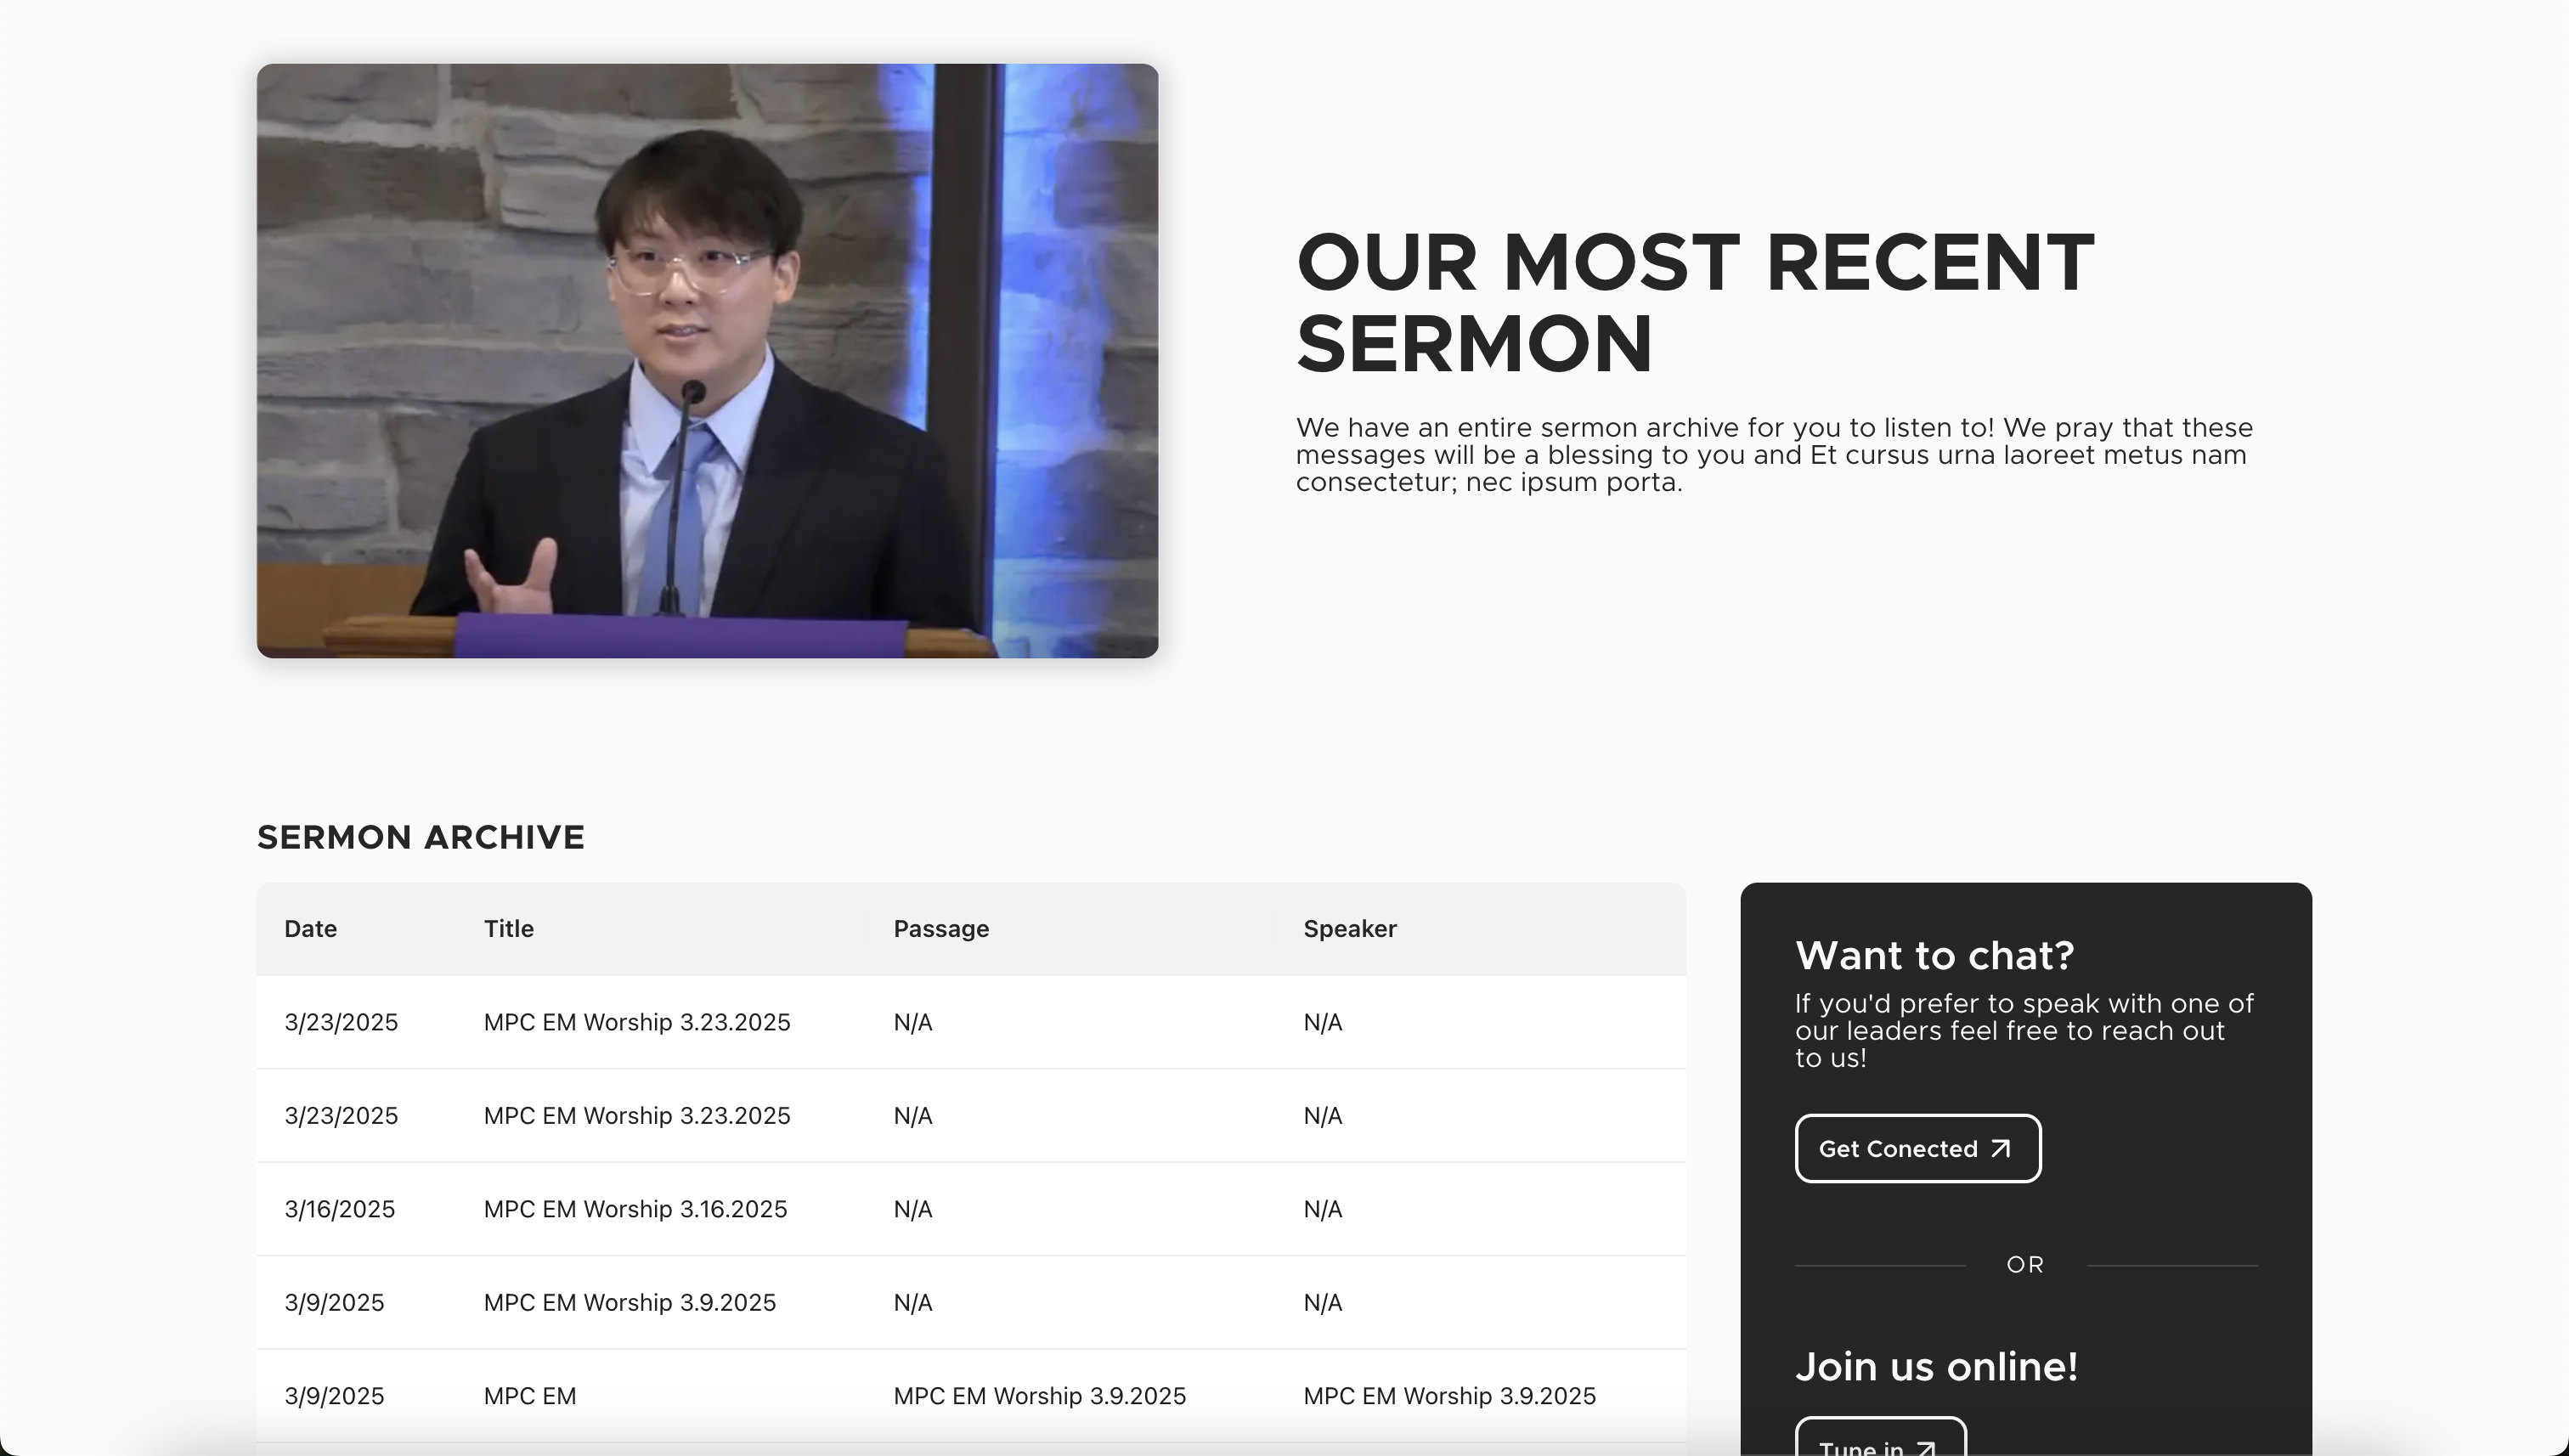 OUR MOST RECENT
SERMON
We have an entire sermon archive for you to listen to! We pray that these
messages will be a blessing to you and Et cursus urna laoreet metus nam
consectetur; nec ipsum porta.
SERMON ARCHIVE
Date Title Passage Speaker
3/23/2025 MPC EM Worship 3.23.2025 N/A N/A
3/23/2025 MPC EM Worship 3.23.2025 N/A N/A
3/16/2025 MPC EM Worship 3.16.2025 N/A N/A
3/9/2025 MPC EM Worship 3.9.2025 N/A N/A
3/9/2025 MPC EM MPC EM Worship 3.9.2025 MPC EM Worship 3.9.2025
Want to chat?
If you'd prefer to speak with one of
our leaders feel free to reach out
to us!
Get Conected
OR
Join us online!
Tune in